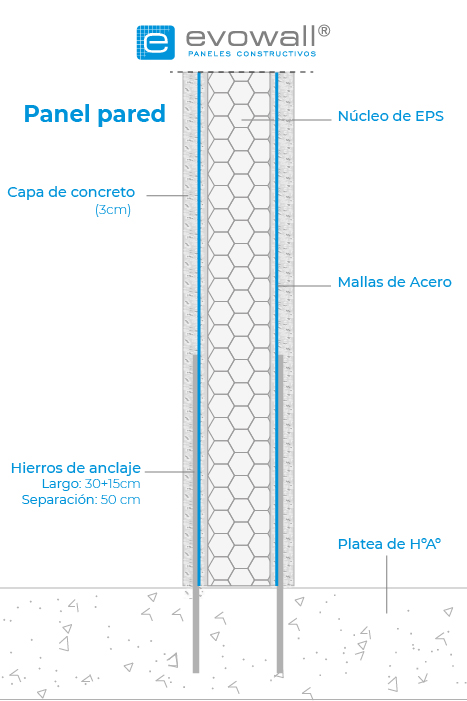 evowall®
PANELES CONSTRUCTIVOS
Panel pared
Núcleo de EPS
Capa de concreto
(3cm)
Mallas de Acero
Hierros de anclaje
Largo: 30+15cm
Separación: 50 cm
Platea de HºAº